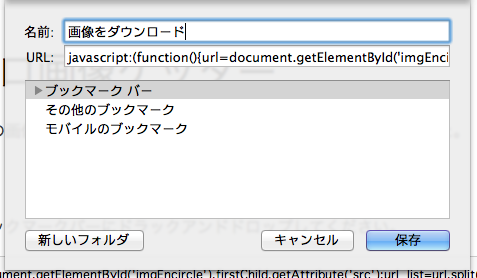 名前: 画像をダウンロード
URL: javascript:(function(){url=document.getElementById('imgEncir
ブックマーク バー
その他のブックマーク
モバイルのブックマーク
新しいフォルダ キャンセル 保存
ument.getElementById('imgEncircle').firstChild.getAttribute('src');url_list=url.split(